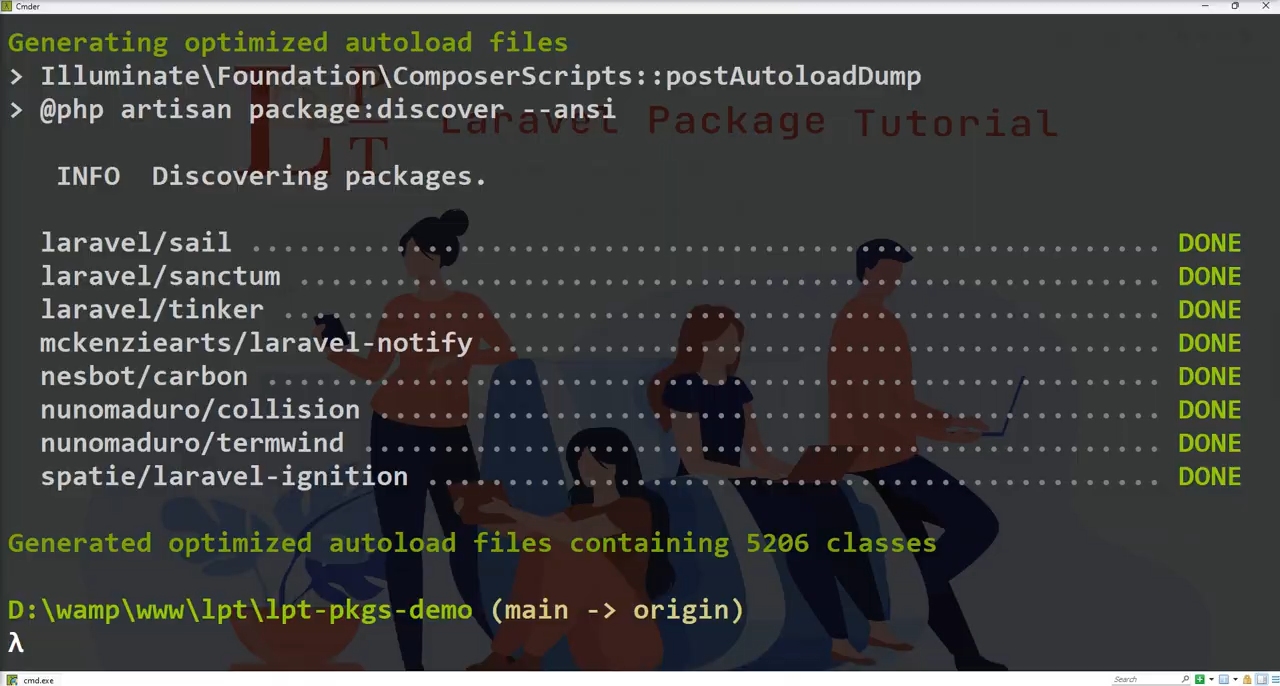 Cmder
Generating optimized autoload files
> Illuminate\Foundation\ComposerScripts::postAutoloadDump
> @php artisan package:discover --ansi
LPT Laravel Package Tutorial
INFO Discovering packages.
laravel/sail ........................................................ DONE
laravel/sanctum ..................................................... DONE
laravel/tinker ...................................................... DONE
mckenziearts/laravel-notify ......................................... DONE
nesbot/carbon ....................................................... DONE
nunomaduro/collision ................................................ DONE
nunomaduro/termwind ................................................. DONE
spatie/laravel-ignition ............................................. DONE
Generated optimized autoload files containing 5206 classes
D:\wamp\www\lpt\lpt-pkgs-demo (main -> origin)
λ
cmd.exe
Search